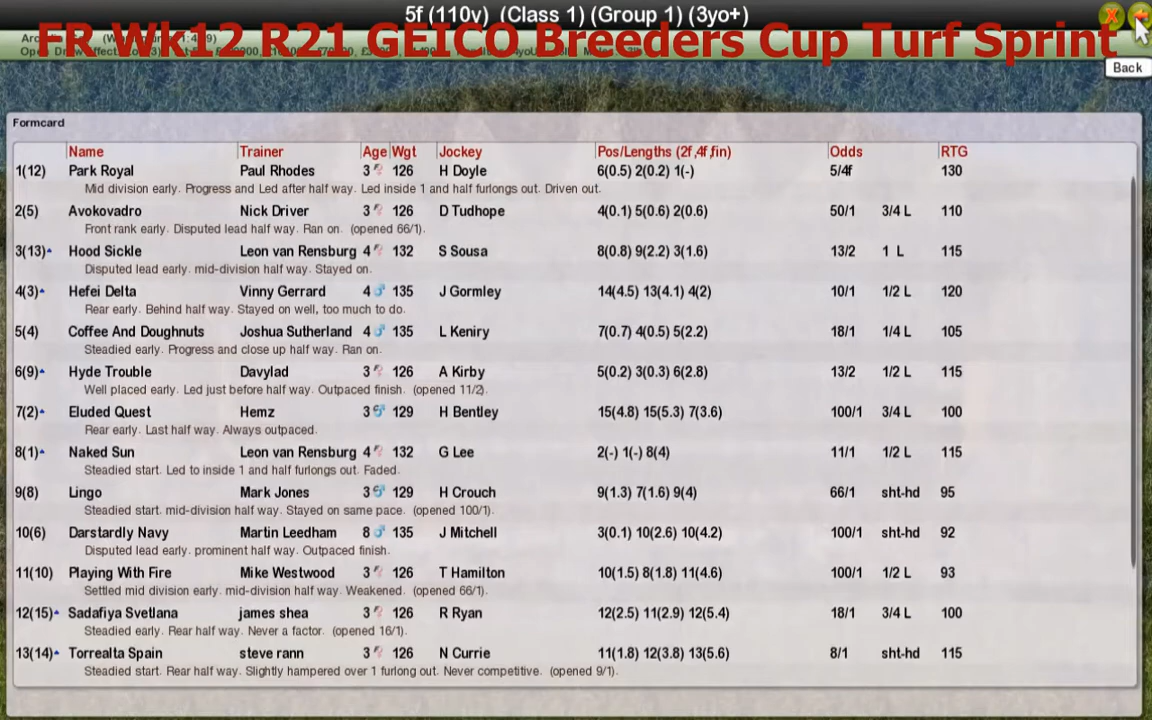 5f (110v) (Class 1) (Group 1) (3yo+)
FR Wk12 R21 GEICO Breeders Cup Turf Sprint
Back
Formcard
Name Trainer Age Wgt Jockey Pos/Lengths (2f,4f,fin) Odds RTG
1(12) Park Royal Paul Rhodes 3 126 H Doyle 6(0.5) 2(0.2) 1(-) 5/4f 130
Mid division early. Progress and Led after half way. Led inside 1 and half furlongs out. Driven out.
2(5) Avokovadro Nick Driver 3 126 D Tudhope 4(0.1) 5(0.6) 2(0.6) 50/1 3/4 L 110
Front rank early. Disputed lead half way. Ran on. (opened 66/1).
3(13) Hood Sickle Leon van Rensburg 4 132 S Sousa 8(0.8) 9(2.2) 3(1.6) 13/2 1 L 115
Disputed lead early. mid-division half way. Stayed on.
4(3) Hefei Delta Vinny Gerrard 4 135 J Gormley 14(4.5) 13(4.1) 4(2) 10/1 1/2 L 120
Rear early. Behind half way. Stayed on well, too much to do.
5(4) Coffee And Doughnuts Joshua Sutherland 4 135 L Keniry 7(0.7) 4(0.5) 5(2.2) 18/1 1/4 L 105
Steadied early. Progress and close up half way. Ran on.
6(9) Hyde Trouble Davylad 3 126 A Kirby 5(0.2) 3(0.3) 6(2.8) 13/2 1/2 L 115
Well placed early. Led just before half way. Outpaced finish. (opened 11/2).
7(2) Eluded Quest Hemz 3 129 H Bentley 15(4.8) 15(5.3) 7(3.6) 100/1 3/4 L 100
Rear early. Last half way. Always outpaced.
8(1) Naked Sun Leon van Rensburg 4 132 G Lee 2(-) 1(-) 8(4) 11/1 1/2 L 115
Steadied start. Led to inside 1 and half furlongs out. Faded.
9(8) Lingo Mark Jones 3 129 H Crouch 9(1.3) 7(1.6) 9(4) 66/1 sht-hd 95
Steadied start. mid-division half way. Stayed on same pace. (opened 100/1).
10(6) Darstardly Navy Martin Leedham 8 135 J Mitchell 3(0.1) 10(2.6) 10(4.2) 100/1 sht-hd 92
Disputed lead early. prominent half way. Outpaced finish.
11(10) Playing With Fire Mike Westwood 3 126 T Hamilton 10(1.5) 8(1.8) 11(4.6) 100/1 1/2 L 93
Settled mid division early. mid-division half way. Weakened. (opened 66/1).
12(15) Sadafiya Svetlana james shea 3 126 R Ryan 12(2.5) 11(2.9) 12(5.4) 18/1 3/4 L 100
Steadied early. Rear half way. Never a factor. (opened 16/1).
13(14) Torrealta Spain steve rann 3 126 N Currie 11(1.8) 12(3.8) 13(5.6) 8/1 sht-hd 115
Steadied start. Rear half way. Slightly hampered over 1 furlong out. Never competitive. (opened 9/1).